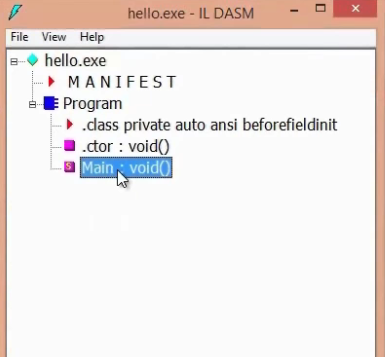 hello.exe - IL DASM
File View Help
hello.exe
M A N I F E S T
Program
.class private auto ansi beforefieldinit
.ctor : void()
S Main : void()